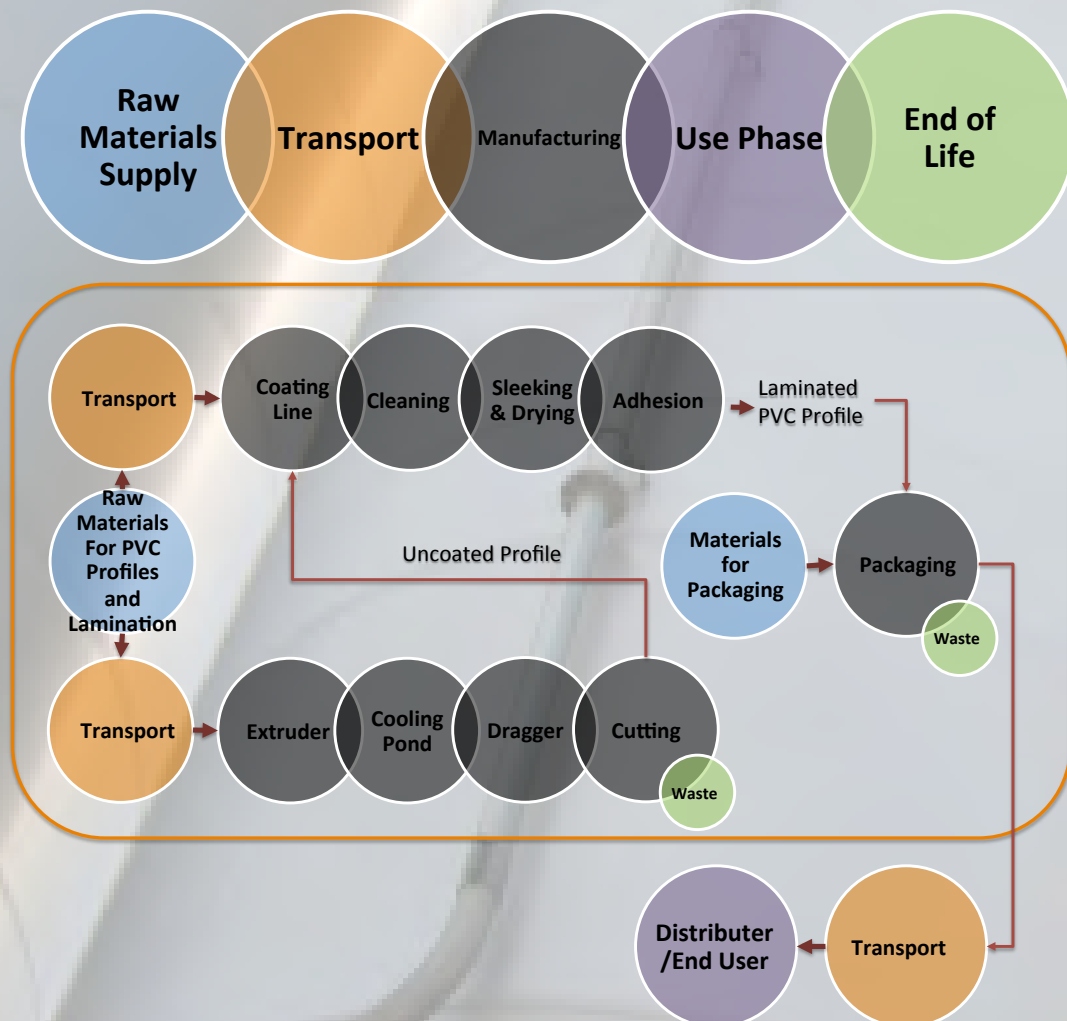 Raw
Materials
Supply
Transport
Manufacturing
Use Phase
End of
Life
Transport
Coating
Line
Cleaning
Sleeking
& Drying
Adhesion
Laminated
PVC Profile
Raw
Materials
For PVC
Profiles
and
Lamination
Uncoated Profile
Materials
for
Packaging
Packaging
Waste
Transport
Extruder
Cooling
Pond
Dragger
Cutting
Waste
Distributer
/End User
Transport